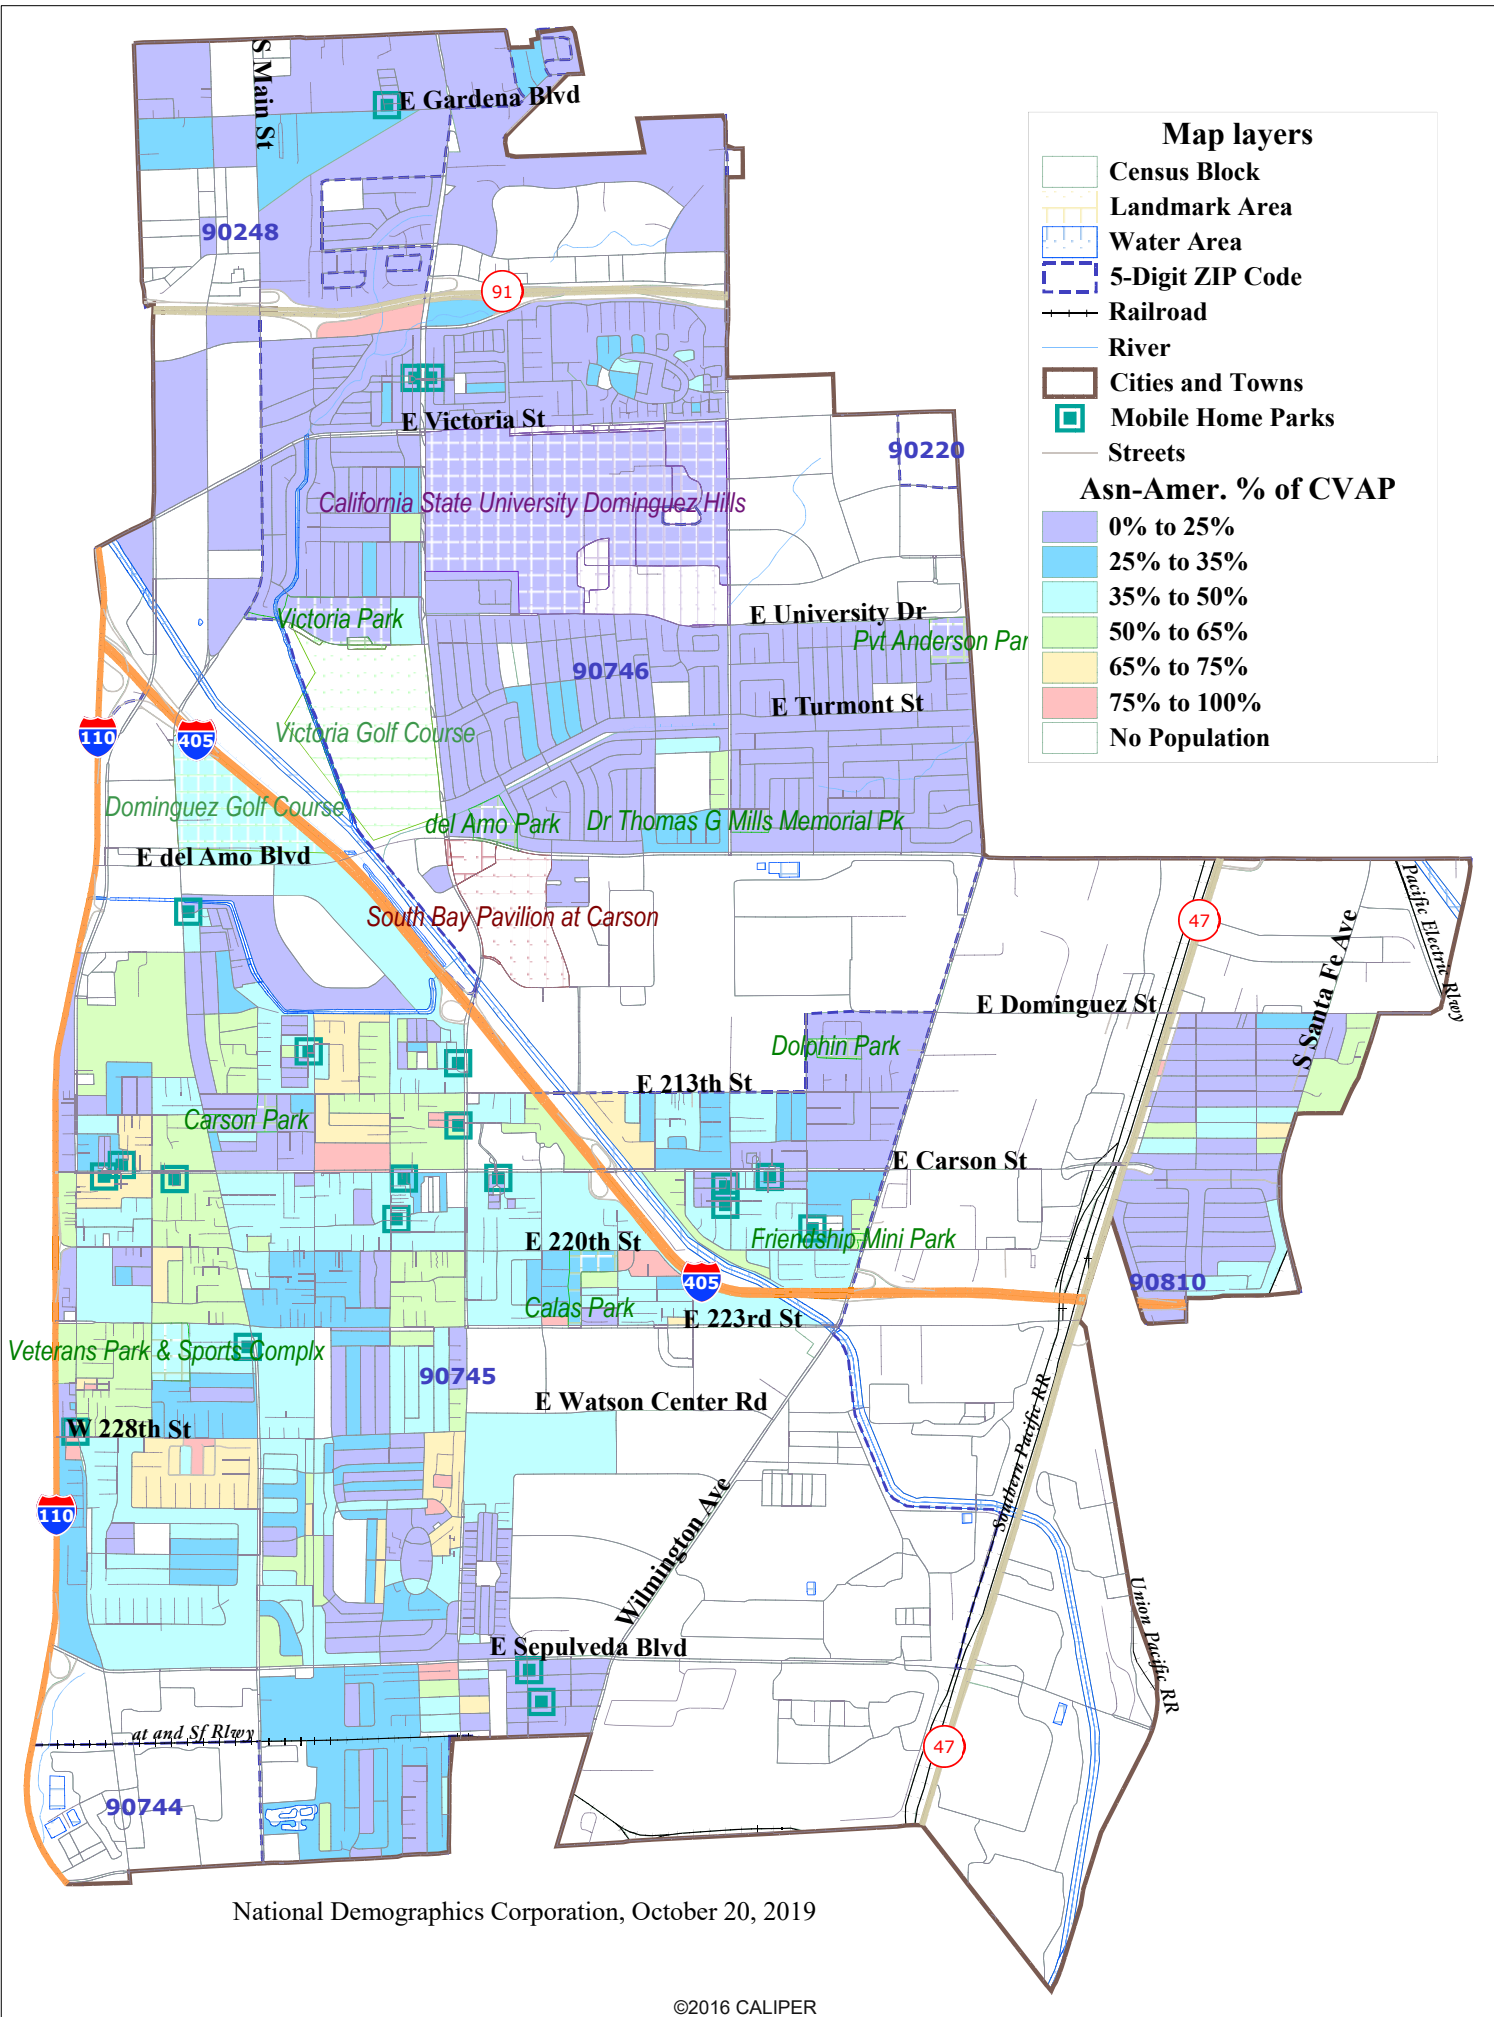 S Main St
E Gardena Blvd
90248
91
E Victoria St
90220
California State University Dominguez Hills
E University Dr
Victoria Park
Pvt Anderson Par
90746
E Turmont St
Victoria Golf Course
110
405
Dominguez Golf Course
del Amo Park
Dr Thomas G Mills Memorial Pk
E del Amo Blvd
South Bay Pavilion at Carson
47
Pacific Electric Rlwy
S Santa Fe Ave
E Dominguez St
Dolphin Park
E 213th St
Carson Park
E Carson St
E 220th St
Friendship Mini Park
405
90810
Calas Park
E 223rd St
Veterans Park & Sports Complx
90745
E Watson Center Rd
W 228th St
Southern Pacific RR
110
Wilmington Ave
Union Pacific RR
E Sepulveda Blvd
at and Sf Rlwy
47
90744
Map layers
Census Block
Landmark Area
Water Area
5-Digit ZIP Code
Railroad
River
Cities and Towns
Mobile Home Parks
Streets
Asn-Amer. % of CVAP
0% to 25%
25% to 35%
35% to 50%
50% to 65%
65% to 75%
75% to 100%
No Population
National Demographics Corporation, October 20, 2019
©2016 CALIPER